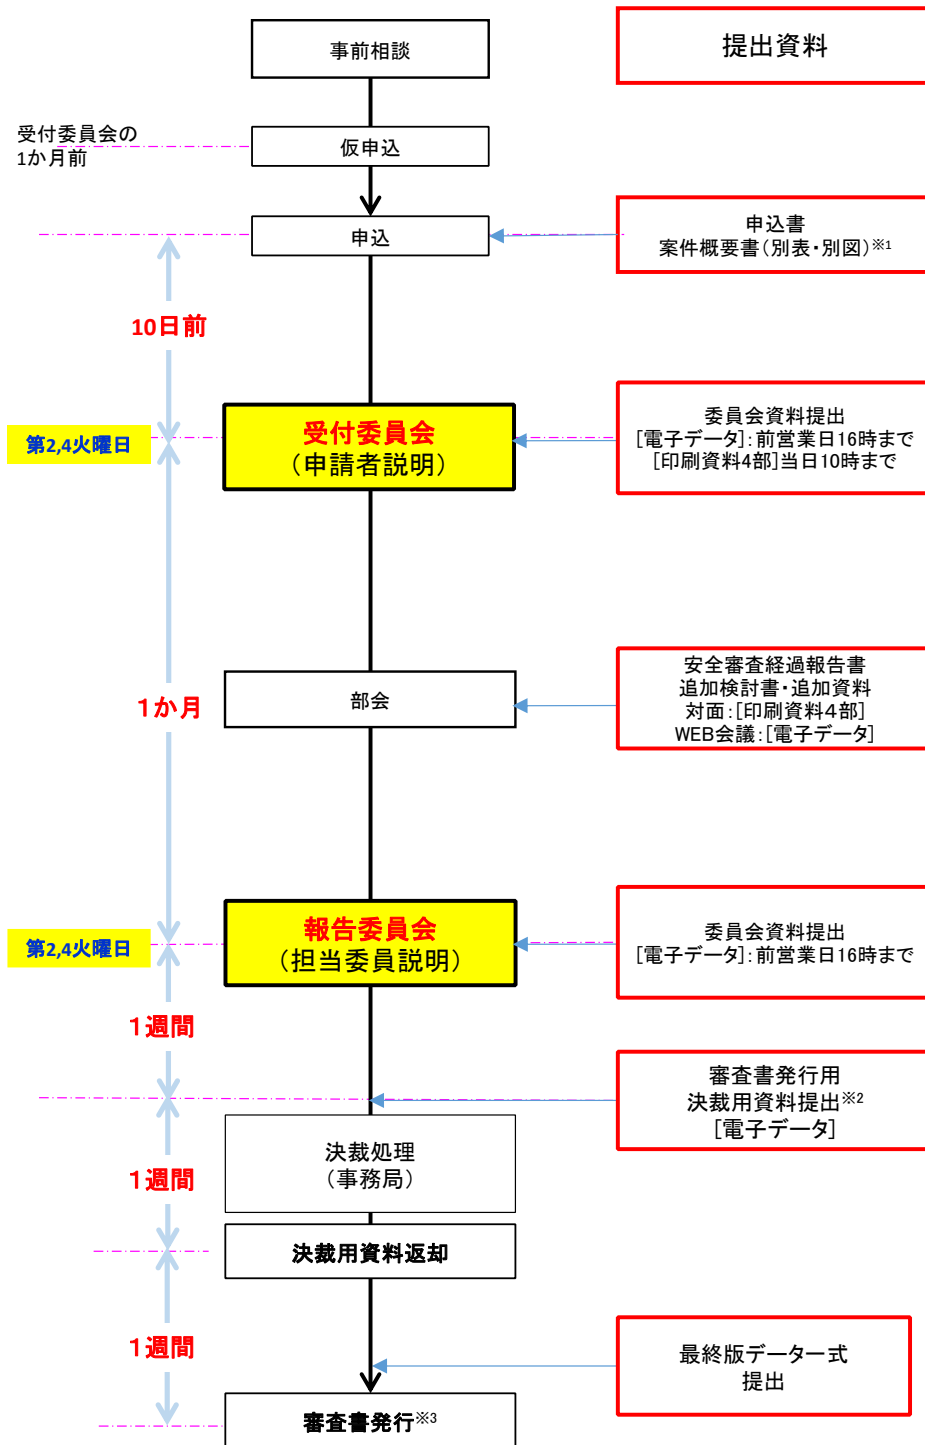 事前相談
提出資料
受付委員会の
1か月前
仮申込
申込
申込書
案件概要書(別表・別図)※1
10日前
第2,4火曜日
受付委員会
(申請者説明)
委員会資料提出
[電子データ]:前営業日16時まで
[印刷資料4部]当日10時まで
1か月
部会
安全審査経過報告書
追加検討書・追加資料
対面:[印刷資料4部]
WEB会議:[電子データ]
第2,4火曜日
報告委員会
(担当委員説明)
委員会資料提出
[電子データ]:前営業日16時まで
1週間
審査書発行用
決裁用資料提出※2
[電子データ]
決裁処理
(事務局)
1週間
決裁用資料返却
1週間
最終版データ一式
提出
審査書発行※3